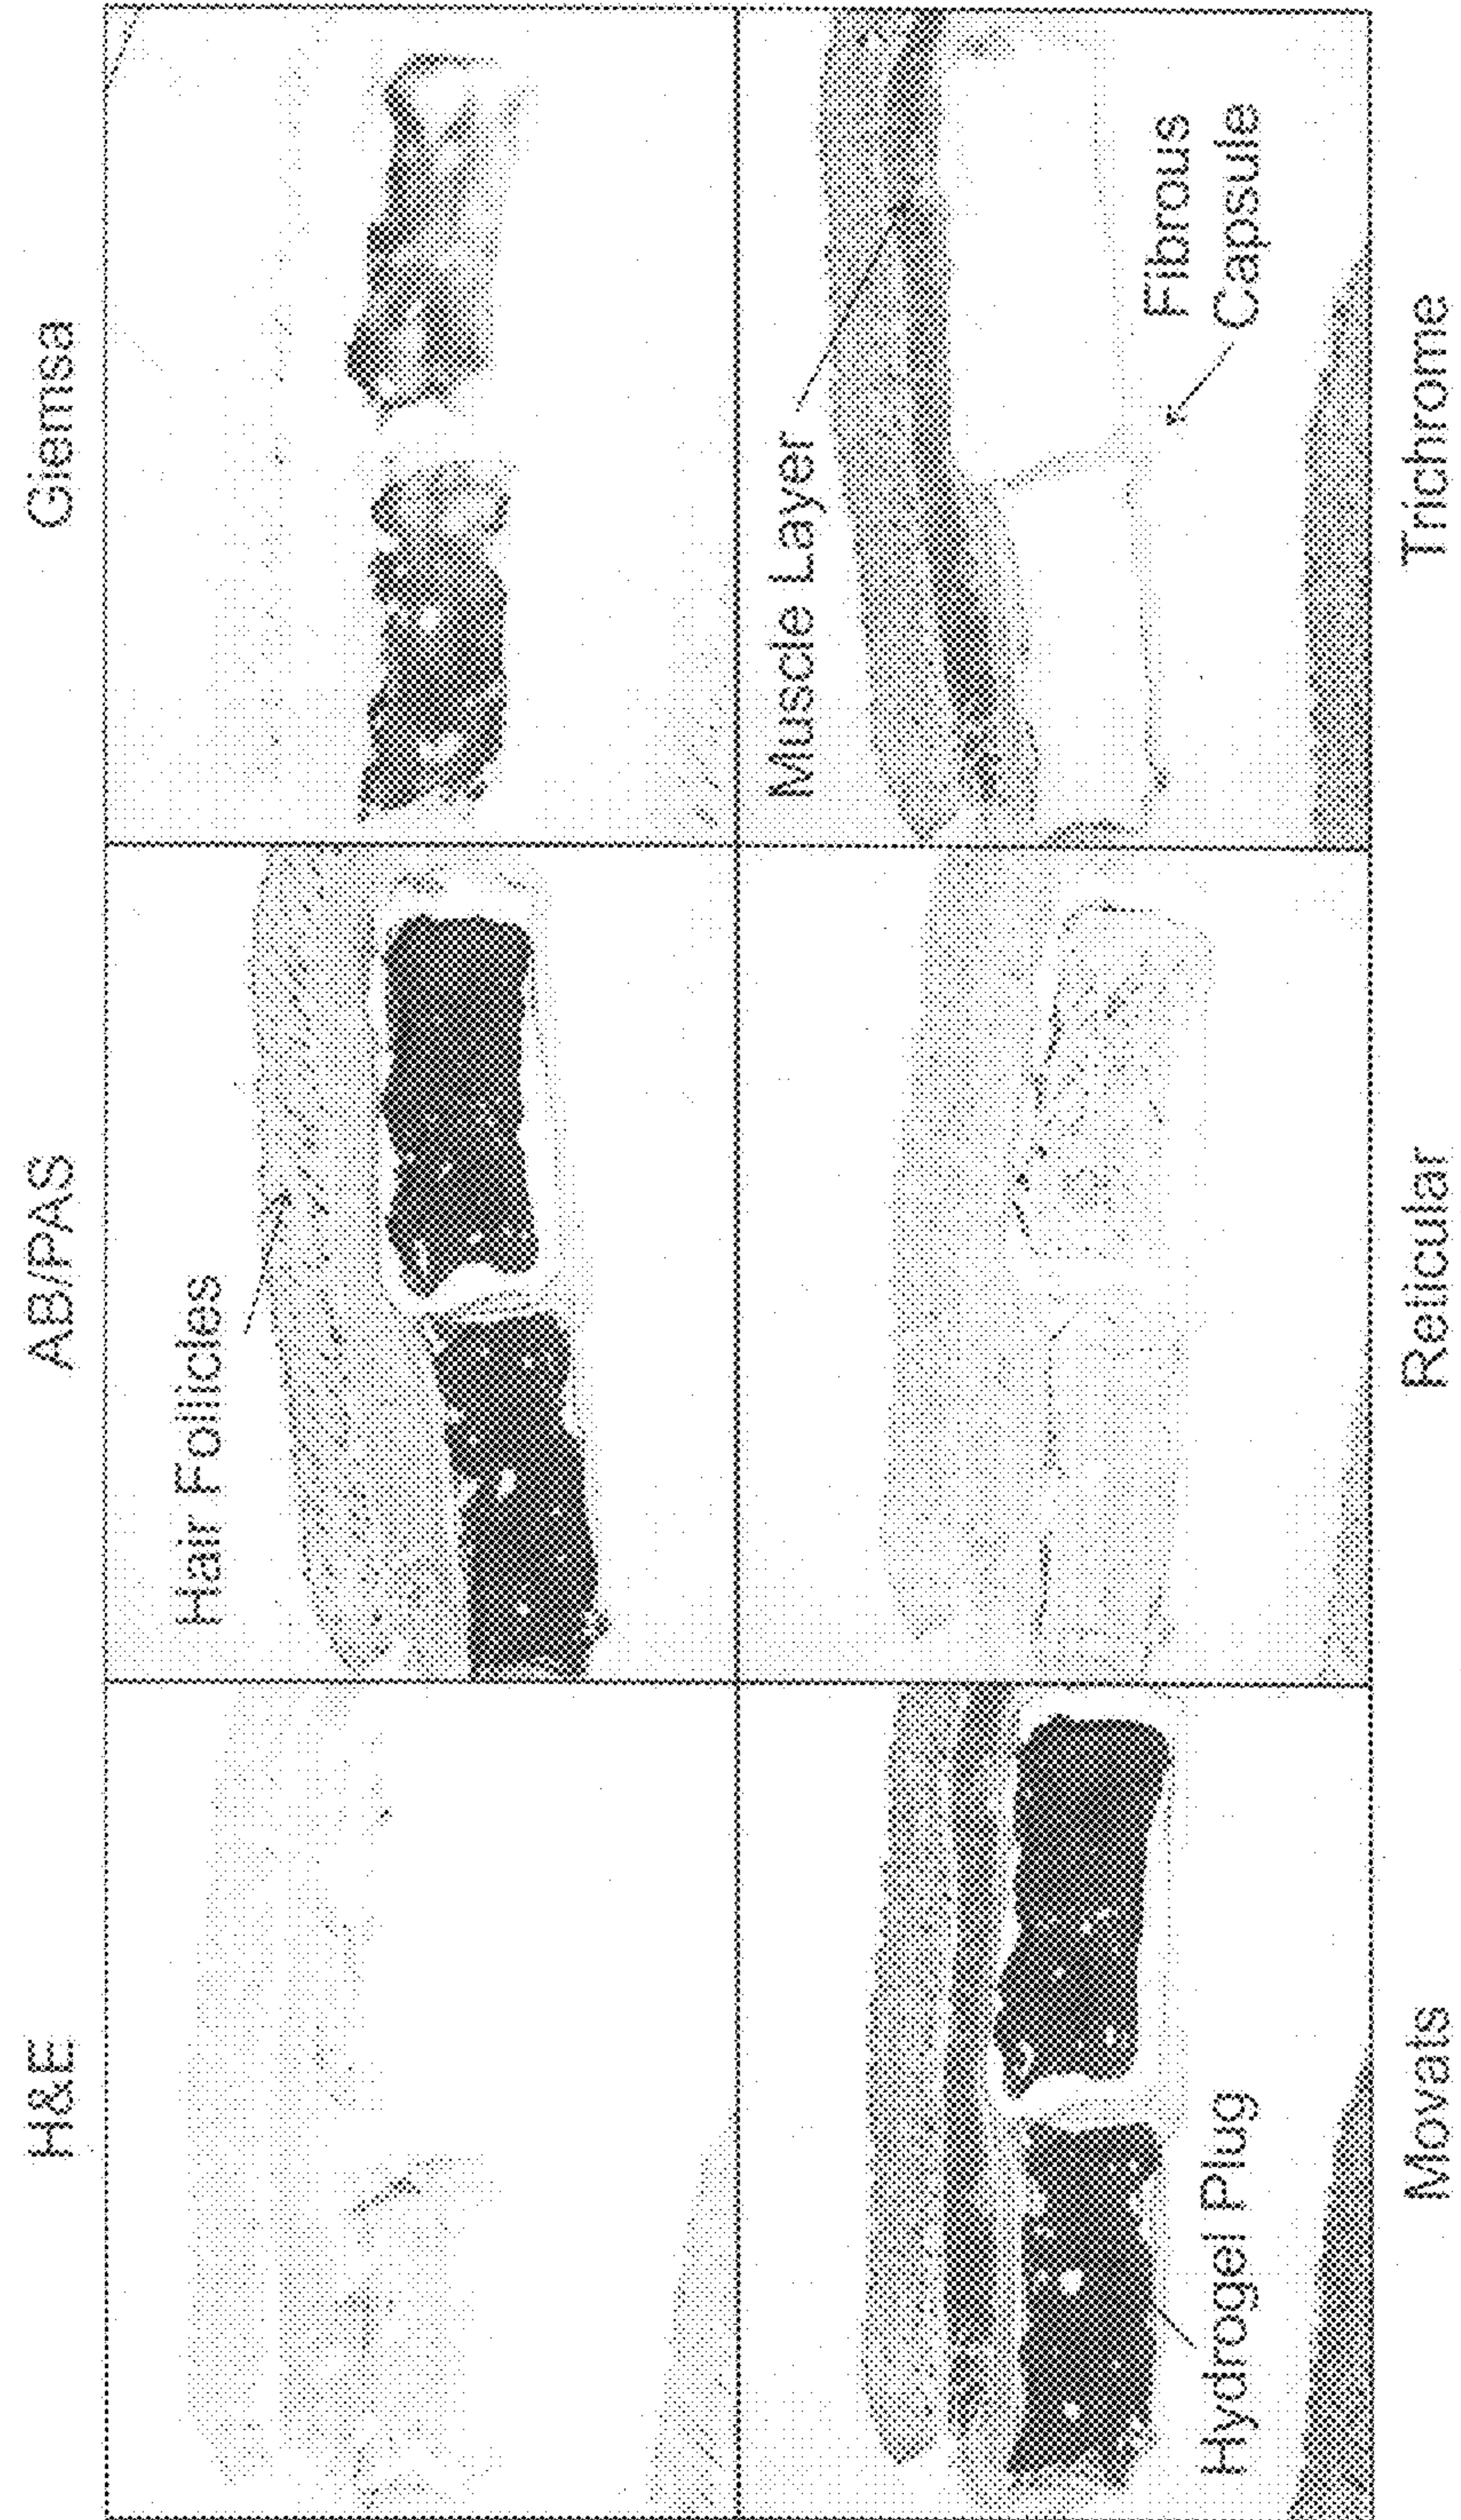 H&E
AB/PAS
Giemsa
Hair Follicles
Hydrogel Plug
Muscle Layer
Fibrous
Capsule
Movats
Reticular
Trichrome